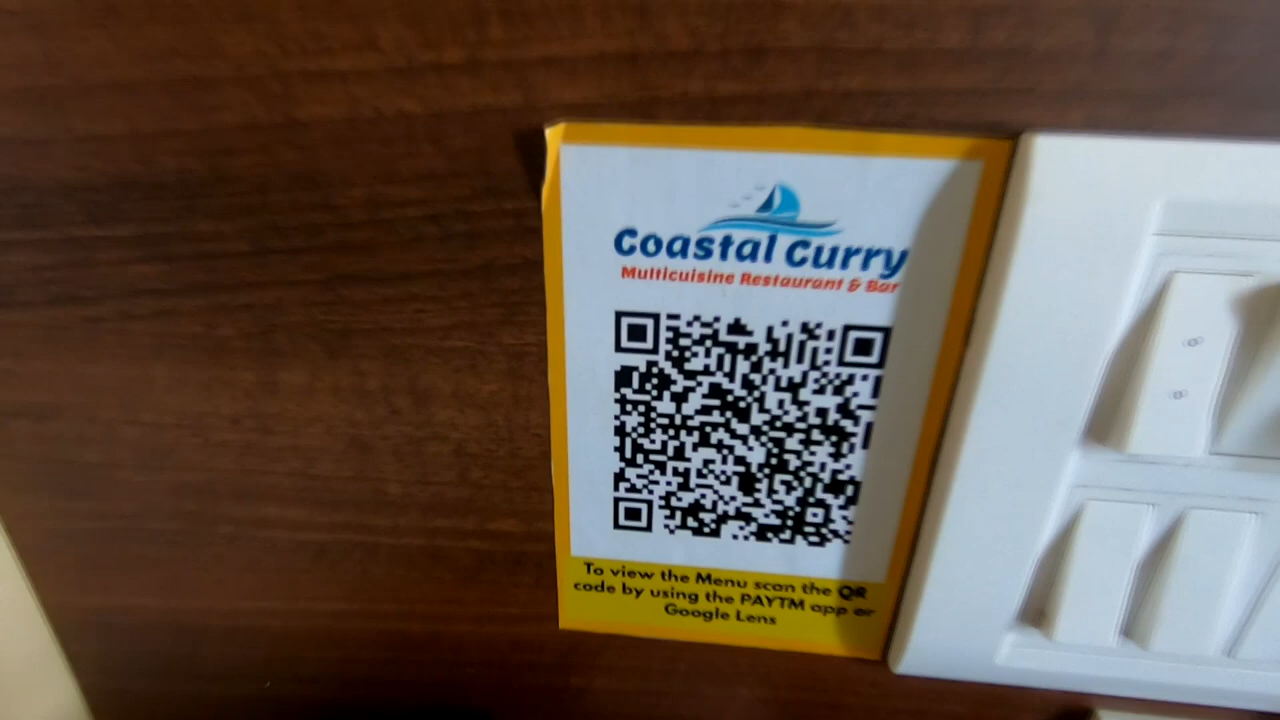 Coastal Curry
Multicuisine Restaurant & Bar
To view the Menu scan the QR
code by using the PAYTM app or
Google Lens